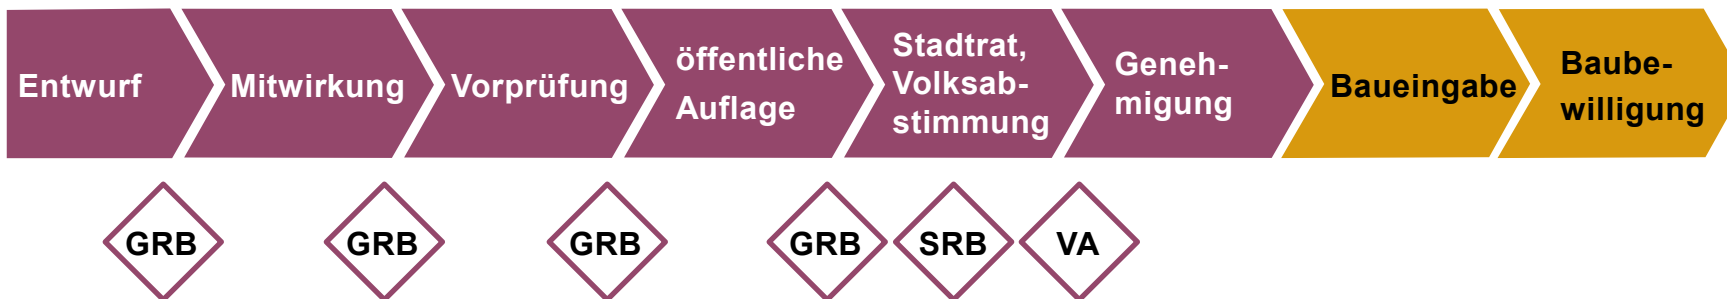 Entwurf
Mitwirkung
Vorprüfung
öffentliche
Auflage
Stadtrat,
Volksab-
stimmung
Geneh-
migung
Baueingabe
Baube-
willigung
GRB
GRB
GRB
GRB
SRB
VA